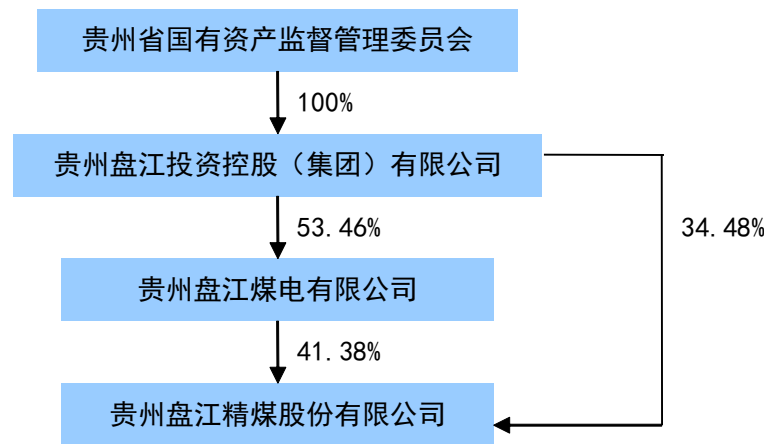 贵州省国有资产监督管理委员会
100%
贵州盘江投资控股（集团）有限公司
53.46%
34.48%
贵州盘江煤电有限公司
41.38%
贵州盘江精煤股份有限公司